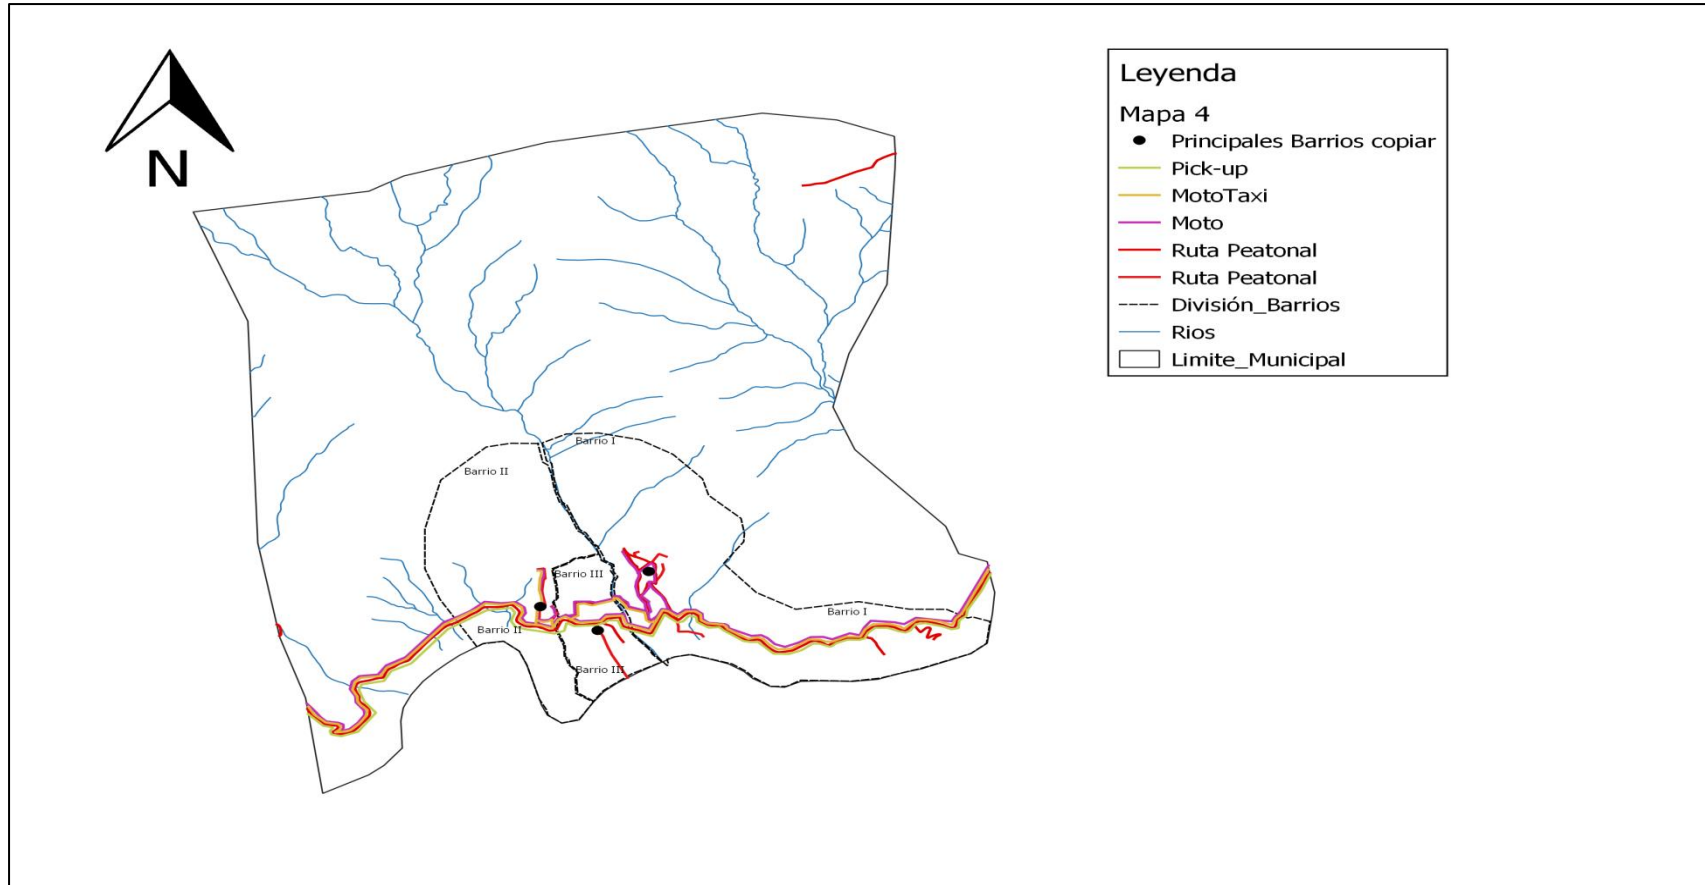 N
Leyenda
Mapa 4
Principales Barrios copiar
Pick-up
MotoTaxi
Moto
Ruta Peatonal
Ruta Peatonal
División_Barrios
Rios
Limite_Municipal
Barrio I
Barrio II
Barrio III
Barrio I
Barrio II
Barrio III